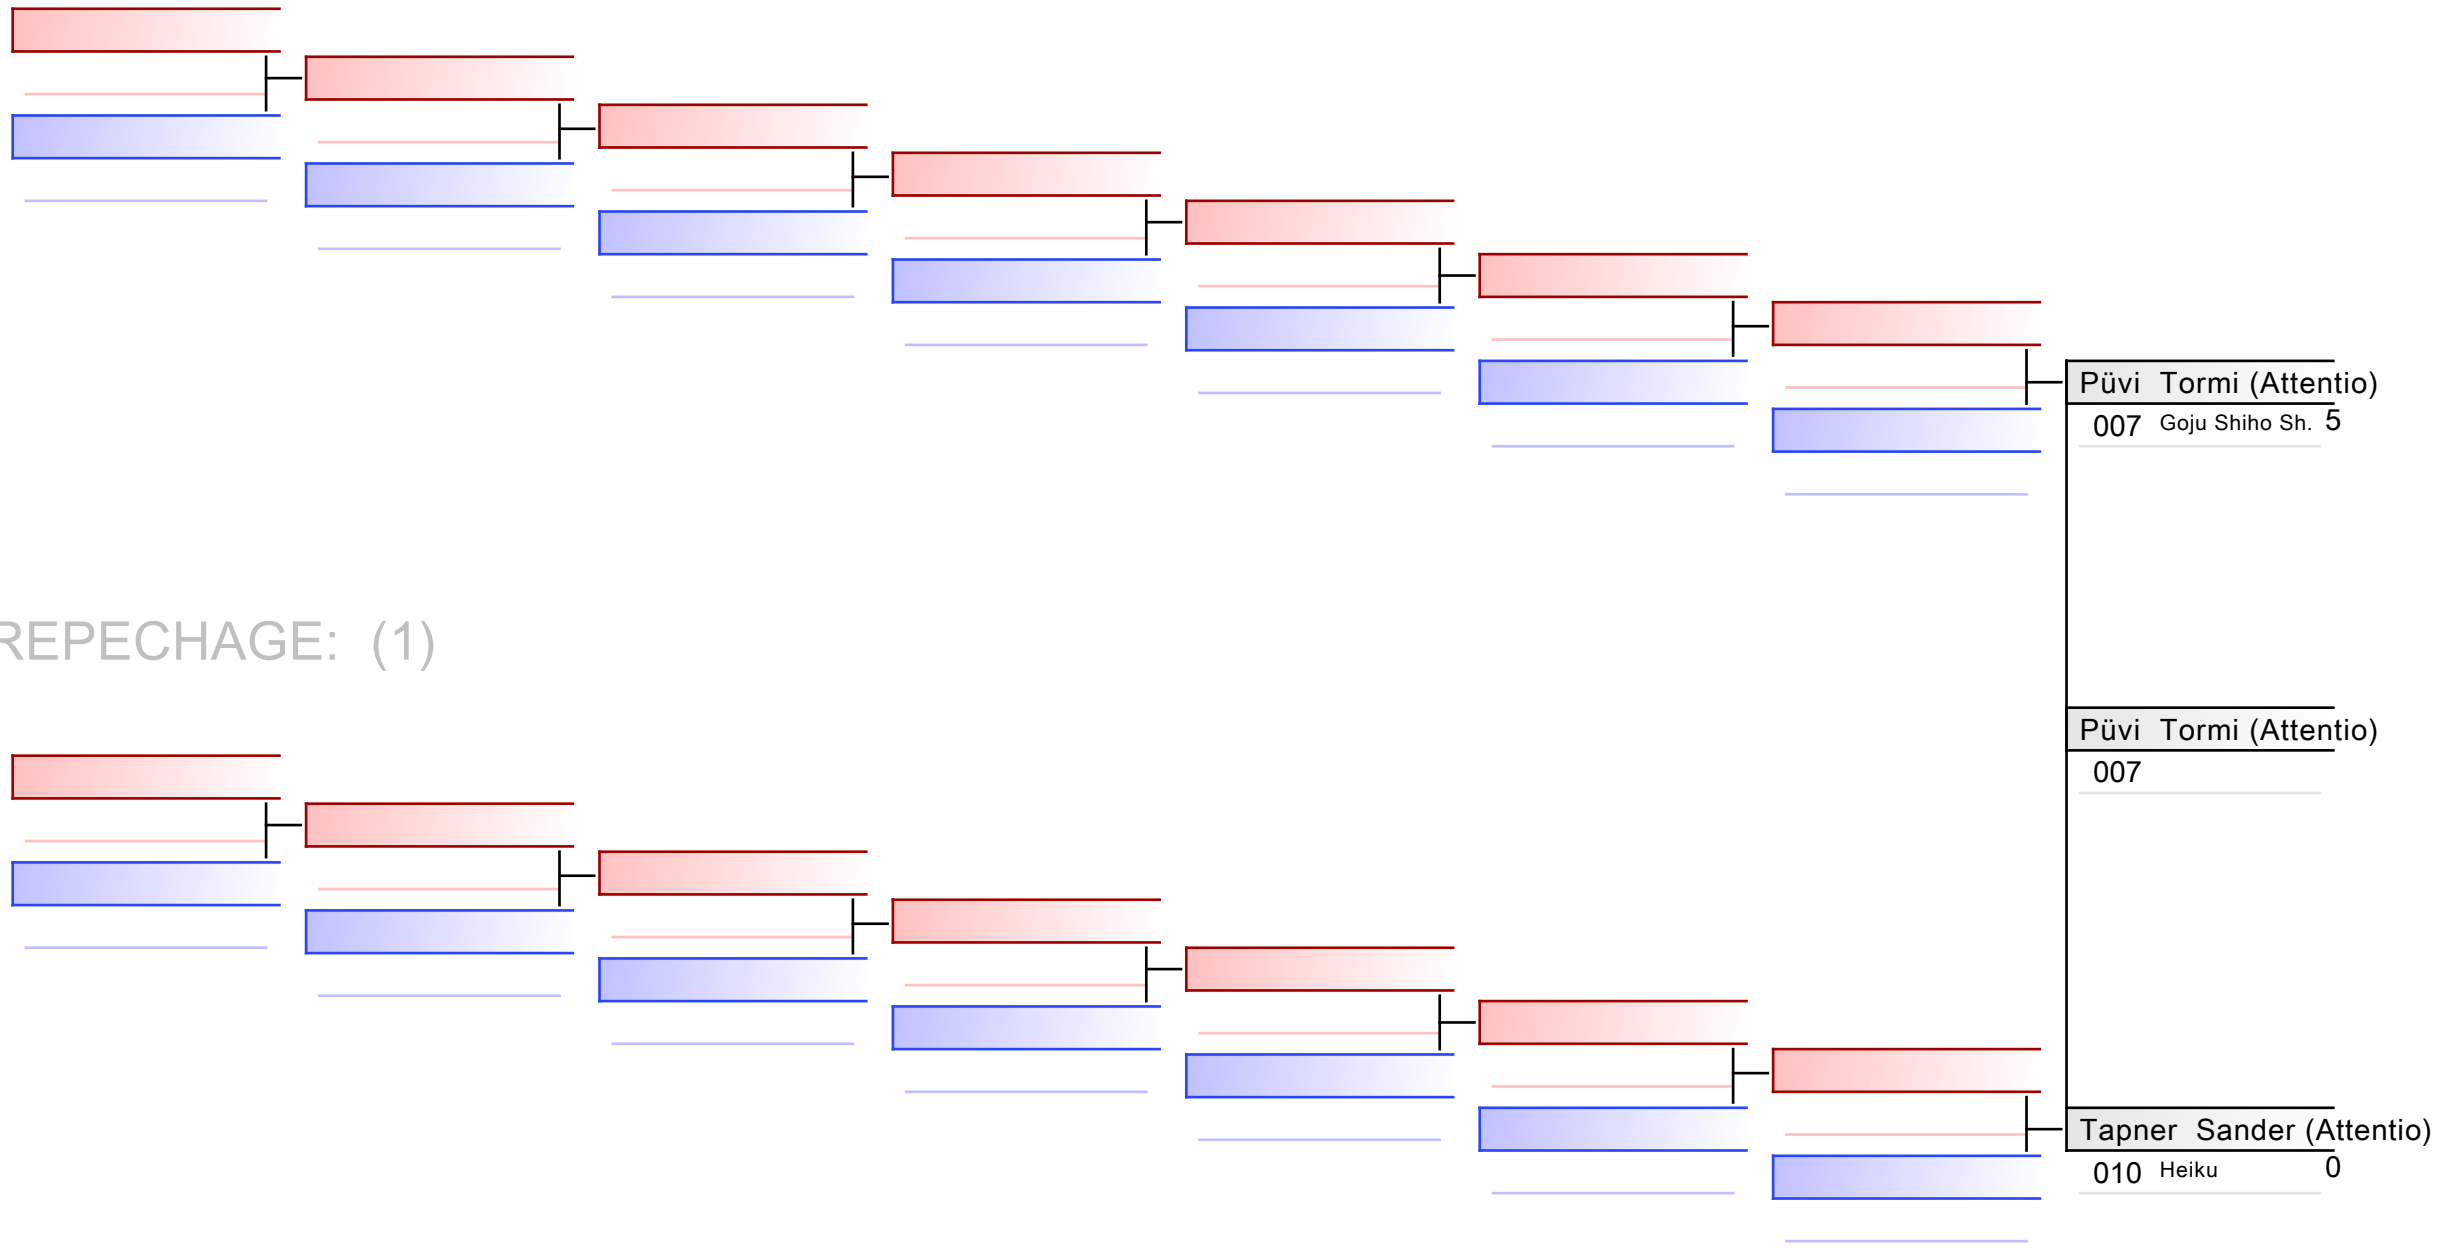 Püvi Tormi (Attentio)
007 Goju Shiho Sh. 5
REPECHAGE: (1)
Püvi Tormi (Attentio)
007
Tapner Sander (Attentio)
010 Heiku 0